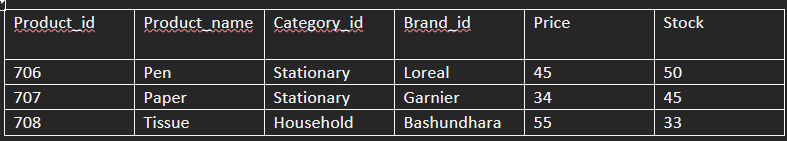 Product_id Product_name Category_id Brand_id Price Stock
706 Pen Stationary Loreal 45 50
707 Paper Stationary Garnier 34 45
708 Tissue Household Bashundhara 55 33